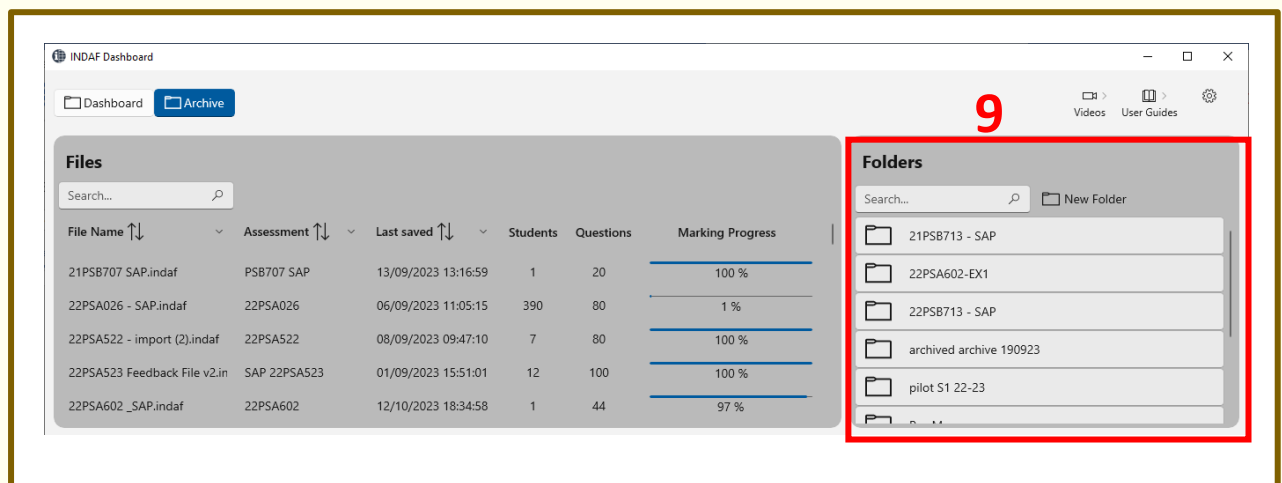 INDAF Dashboard
Dashboard Archive
9
Videos User Guides
Files
Search...
File Name Assessment Last saved Students Questions Marking Progress
21PSB707 SAP.indaf PSB707 SAP 13/09/2023 13:16:59 1 20 100 %
22PSA026 - SAP.indaf 22PSA026 06/09/2023 11:05:15 390 80 1 %
22PSA522 - import (2).indaf 22PSA522 08/09/2023 09:47:10 7 80 100 %
22PSA523 Feedback File v2.in SAP 22PSA523 01/09/2023 15:51:01 12 100 100 %
22PSA602 _SAP.indaf 22PSA602 12/10/2023 18:34:58 1 44 97 %
Folders
Search... New Folder
21PSB713 - SAP
22PSA602-EX1
22PSB713 - SAP
archived archive 190923
pilot S1 22-23